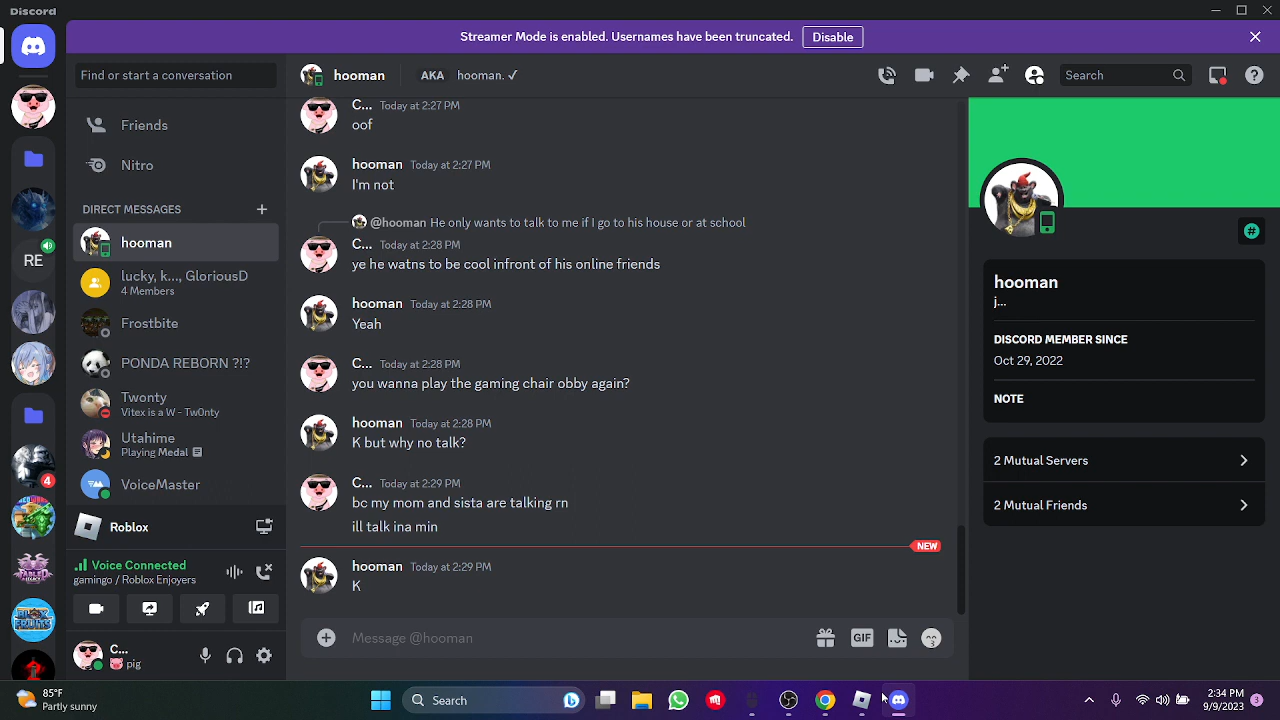 Discord
Streamer Mode is enabled. Usernames have been truncated.
Disable
Find or start a conversation
hooman
AKA
hooman. ✓
Search
Friends
Nitro
DIRECT MESSAGES
hooman
lucky, k..., GloriousD
4 Members
Frostbite
PONDA REBORN ?!?
Twonty
Vitex is a W - Tw0nty
Utahime
Playing Medal
VoiceMaster
RE
4
Roblox
Voice Connected
gamingo / Roblox Enjoyers
C...
pig
C... Today at 2:27 PM
oof
hooman Today at 2:27 PM
I'm not
@hooman He only wants to talk to me if I go to his house or at school
C... Today at 2:28 PM
ye he watns to be cool infront of his online friends
hooman Today at 2:28 PM
Yeah
C... Today at 2:28 PM
you wanna play the gaming chair obby again?
hooman Today at 2:28 PM
K but why no talk?
C... Today at 2:29 PM
bc my mom and sista are talking rn
ill talk ina min
NEW
hooman Today at 2:29 PM
K
Message @hooman
GIF
hooman
j...
DISCORD MEMBER SINCE
Oct 29, 2022
NOTE
2 Mutual Servers
2 Mutual Friends
FABLED
LEGACY
BLOX
FRUITS
85°F
Partly sunny
Search
2:34 PM
9/9/2023
3